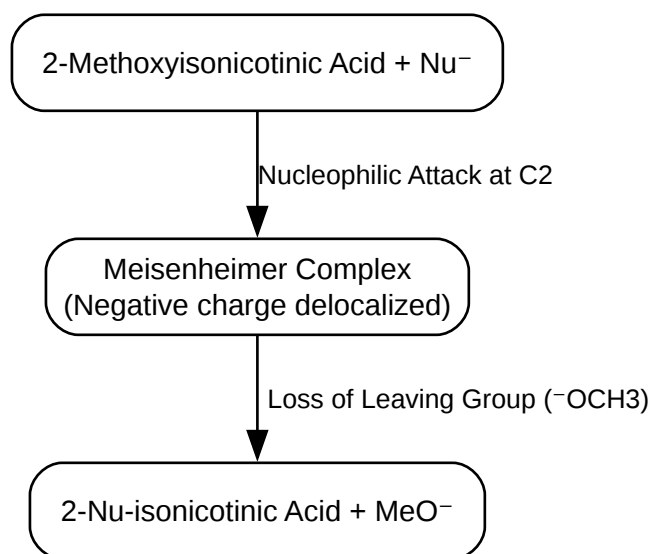 2-Methoxyisonicotinic Acid + Nu⁻
Nucleophilic Attack at C2
Meisenheimer Complex
(Negative charge delocalized)
Loss of Leaving Group (⁻OCH3)
2-Nu-isonicotinic Acid + MeO⁻